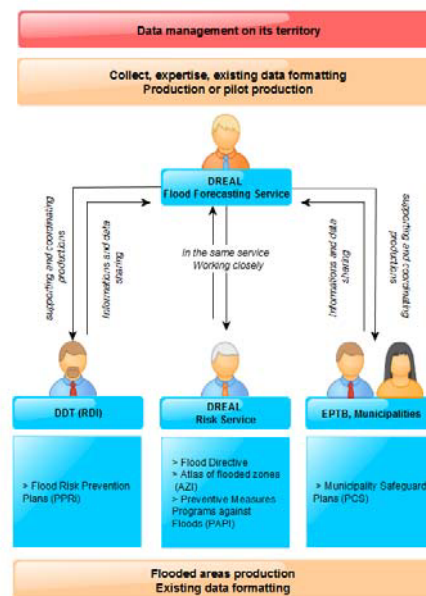 Data management on its territory
Collect, expertise, existing data formatting
Production or pilot production
DREAL
Flood Forecasting Service
supporting and coordinating
productions
Informations and data
sharing
In the same service
Working closely
Informations and data
sharing
supporting and coordinating
productions
DDT (RDI)
DREAL
Risk Service
EPTB, Municipalities
> Flood Risk Prevention
Plans (PPRi)
> Flood Directive
> Atlas of flooded zones
(AZI)
> Preventive Measures
Programs against
Floods (PAPI)
> Municipality Safeguard
Plans (PCS)
Flooded areas production
Existing data formatting